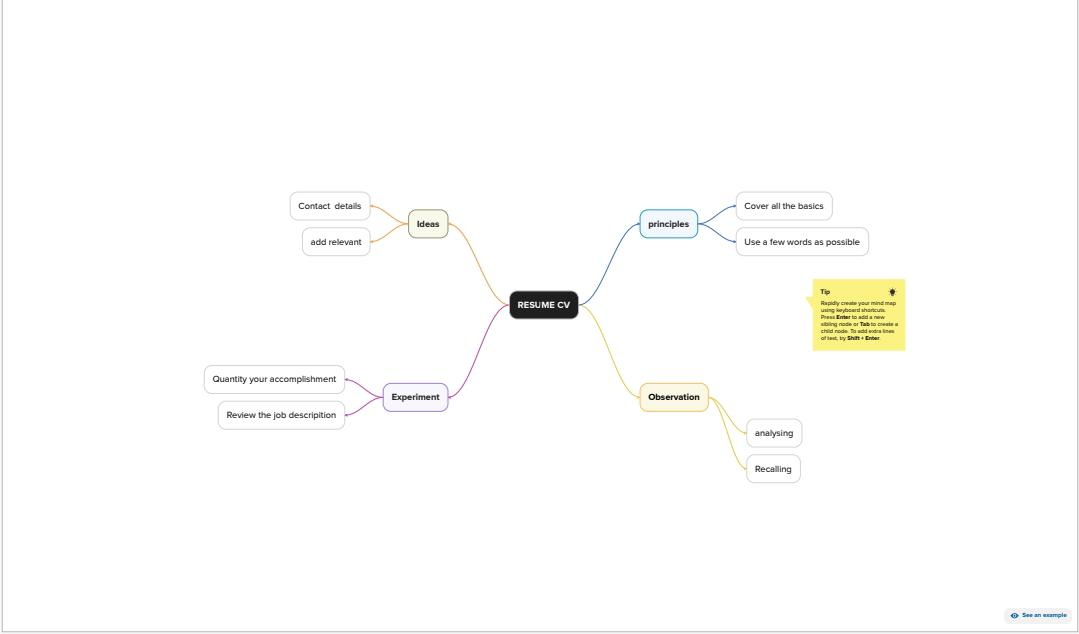 Contact  details
Ideas
add relevant
principles
Cover all the basics
Use a few words as possible
RESUME CV
Tip
Rapidly create your mind map
using keyboard shortcuts.
Press Enter to add a new
sibling node or Tab to create a
child node. To add extra lines
of text, try Shift + Enter.
Quantity your accomplishment
Experiment
Review the job descripition
Observation
analysing
Recalling
See an example